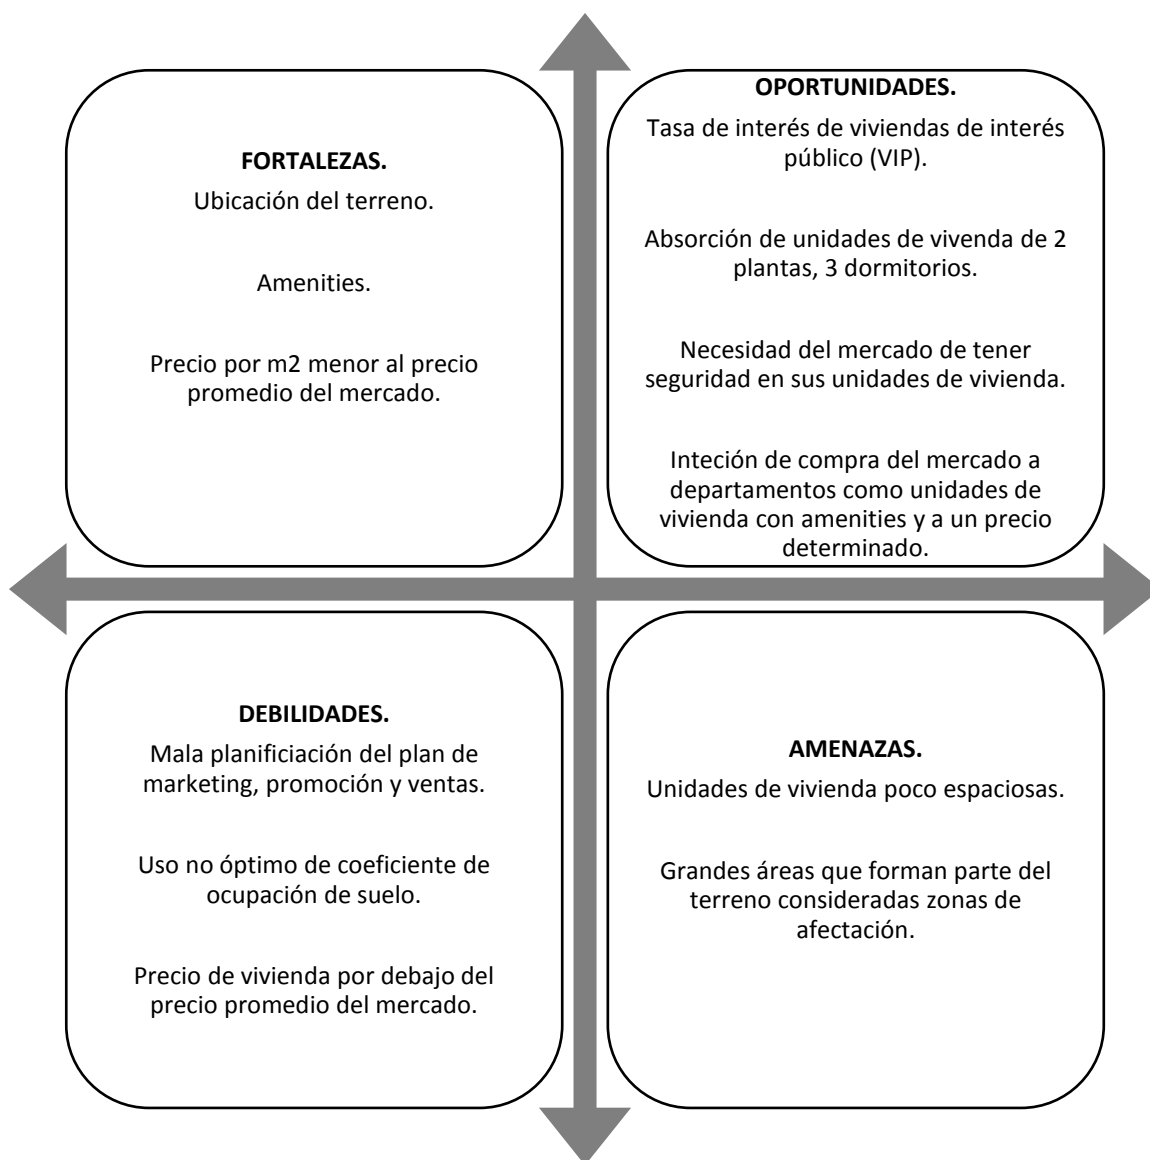 FORTALEZAS.
Ubicación del terreno.
Amenities.
Precio por m2 menor al precio
promedio del mercado.
OPORTUNIDADES.
Tasa de interés de viviendas de interés
público (VIP).
Absorción de unidades de vivenda de 2
plantas, 3 dormitorios.
Necesidad del mercado de tener
seguridad en sus unidades de vivienda.
Inteción de compra del mercado a
departamentos como unidades de
vivienda con amenities y a un precio
determinado.
DEBILIDADES.
Mala planificiación del plan de
marketing, promoción y ventas.
Uso no óptimo de coeficiente de
ocupación de suelo.
Precio de vivienda por debajo del
precio promedio del mercado.
AMENAZAS.
Unidades de vivienda poco espaciosas.
Grandes áreas que forman parte del
terreno consideradas zonas de
afectación.